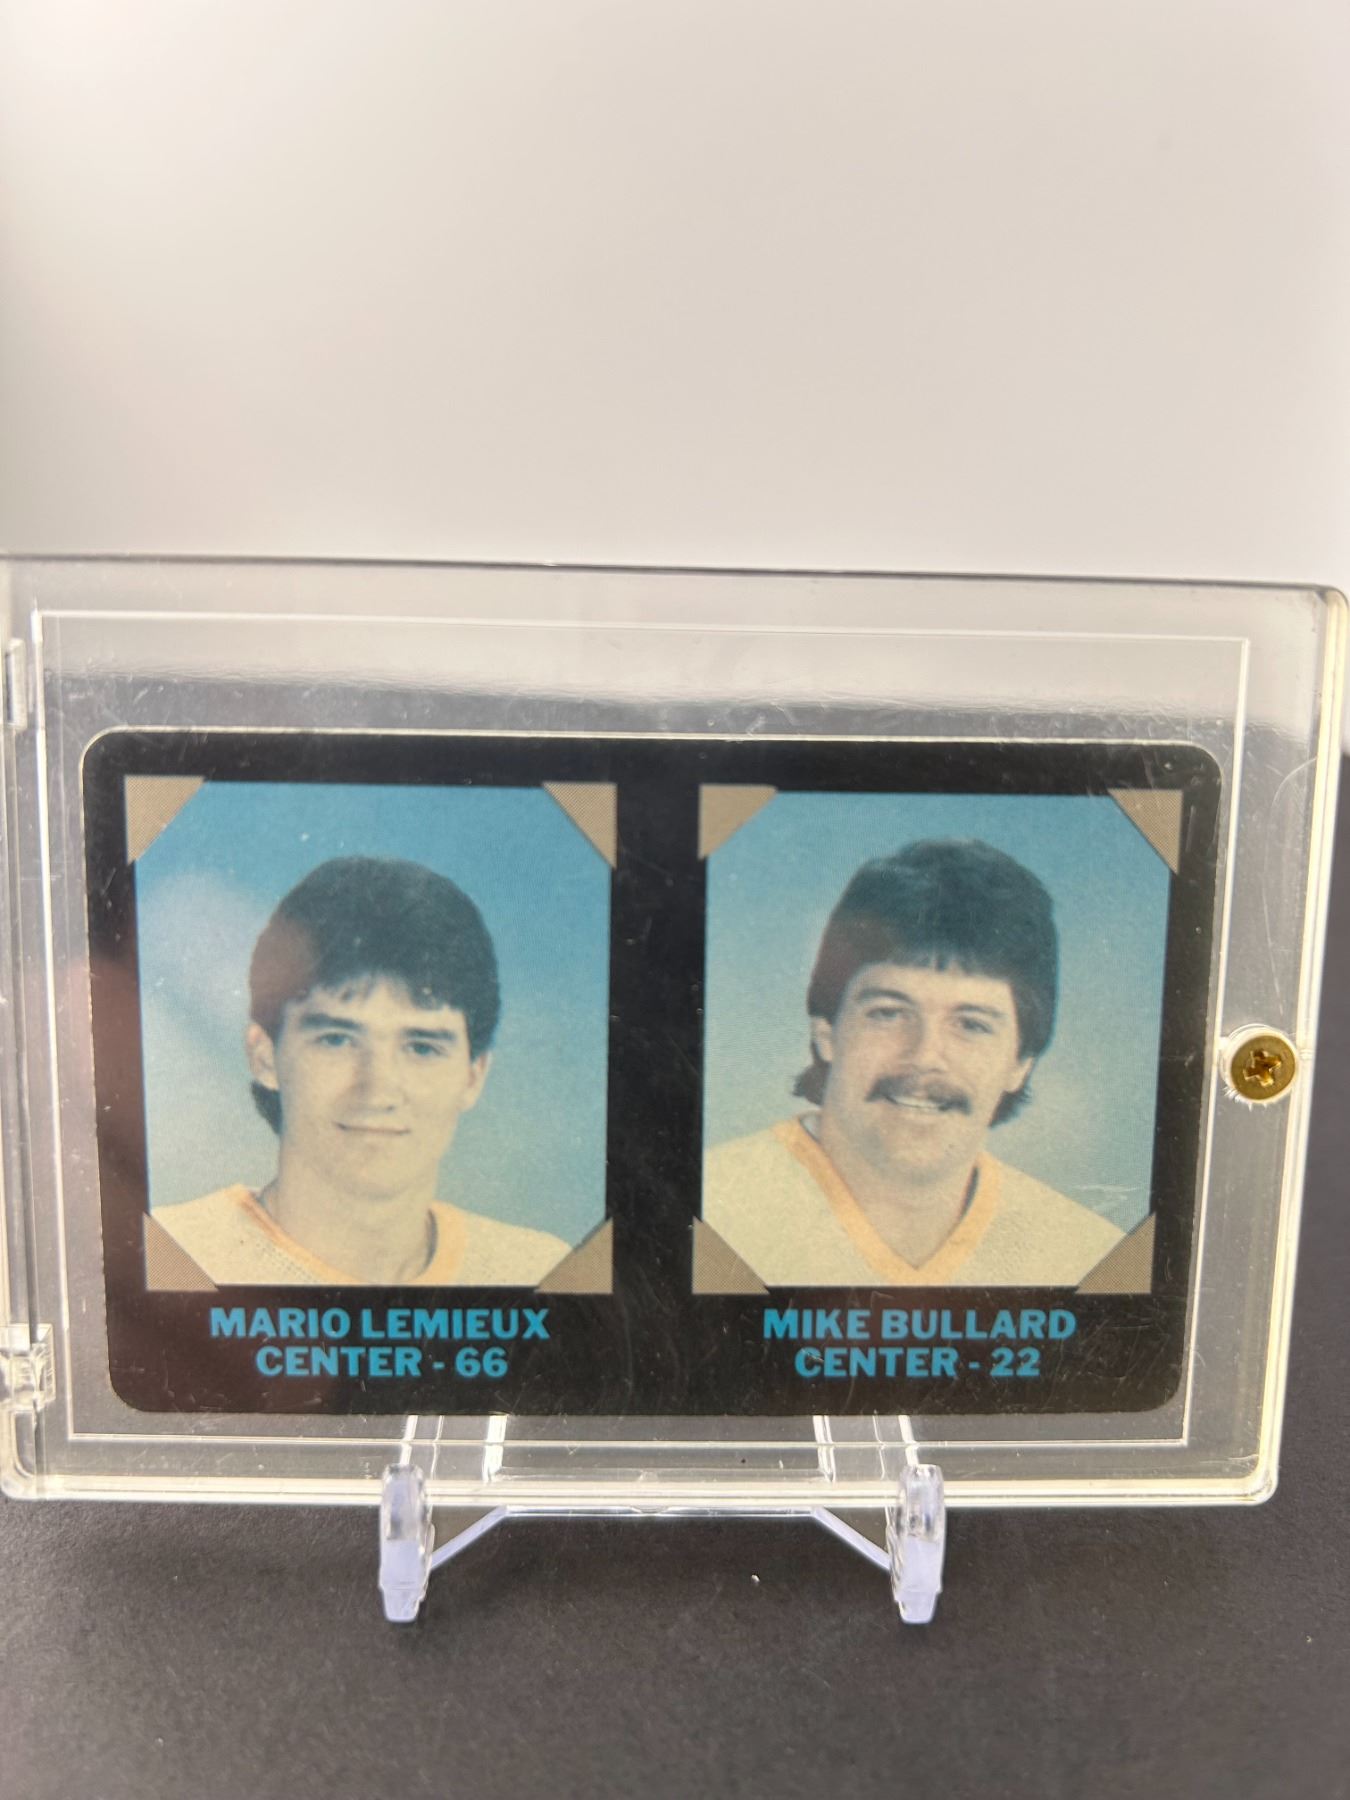 MARIO LEMIEUX
CENTER - 66
MIKE BULLARD
CENTER - 22